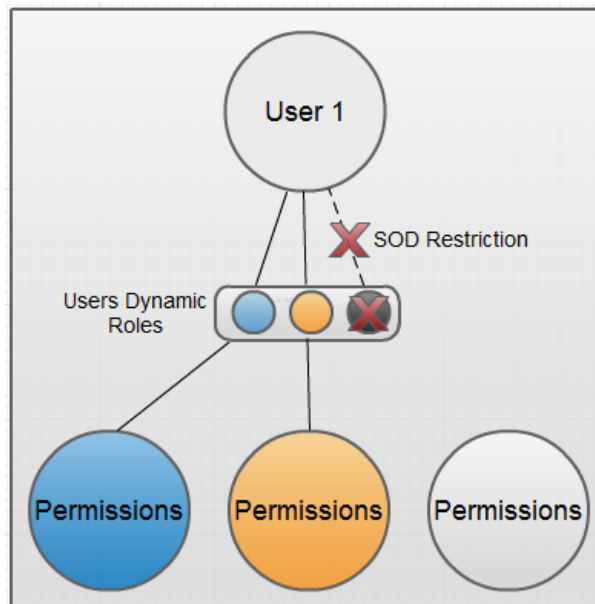 User 1
SOD Restriction
Users Dynamic
Roles
Permissions
Permissions
Permissions